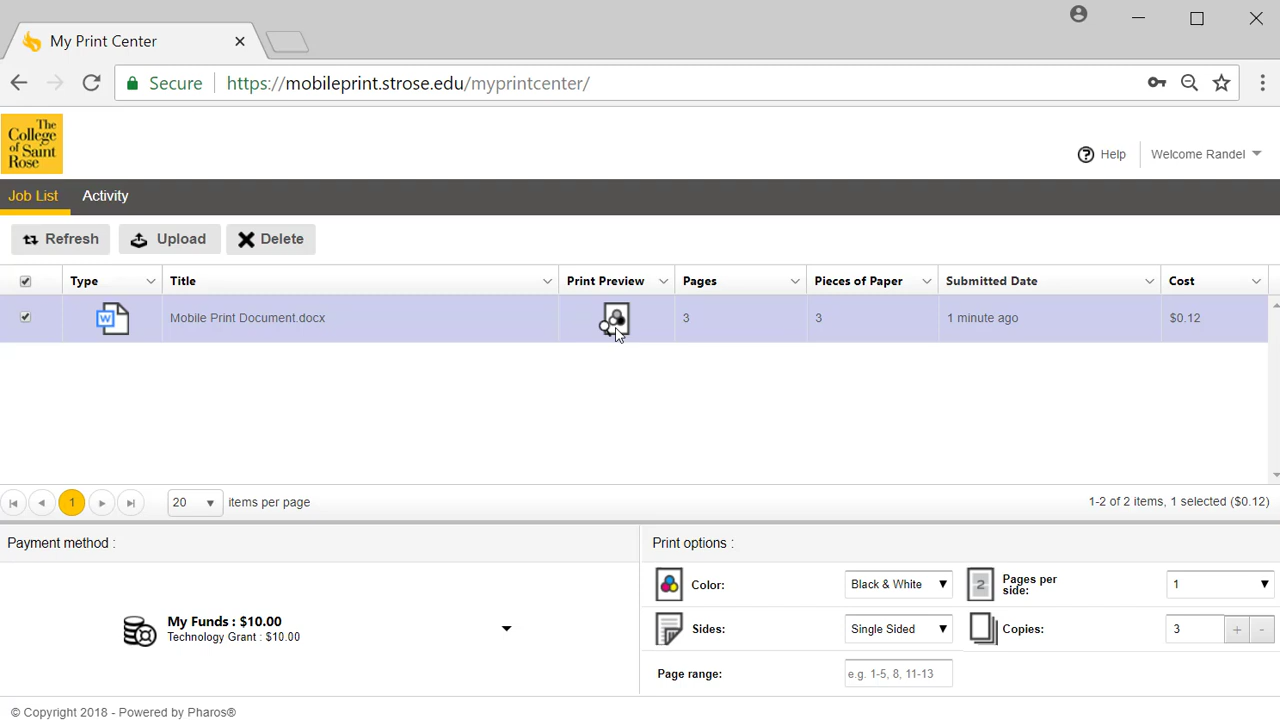 My Print Center
Secure https://mobileprint.strose.edu/myprintcenter/
The
College
of Saint
Rose
Help Welcome Randel
Job List Activity
Refresh Upload Delete
Type Title Print Preview Pages Pieces of Paper Submitted Date Cost
W Mobile Print Document.docx 3 3 1 minute ago $0.12
1 20 items per page 1-2 of 2 items, 1 selected ($0.12)
Payment method : Print options :
Color: Black & White 2 Pages per side: 1
My Funds : $10.00
Technology Grant : $10.00
Sides: Single Sided Copies: 3 + -
Page range: e.g. 1-5, 8, 11-13
© Copyright 2018 - Powered by Pharos®